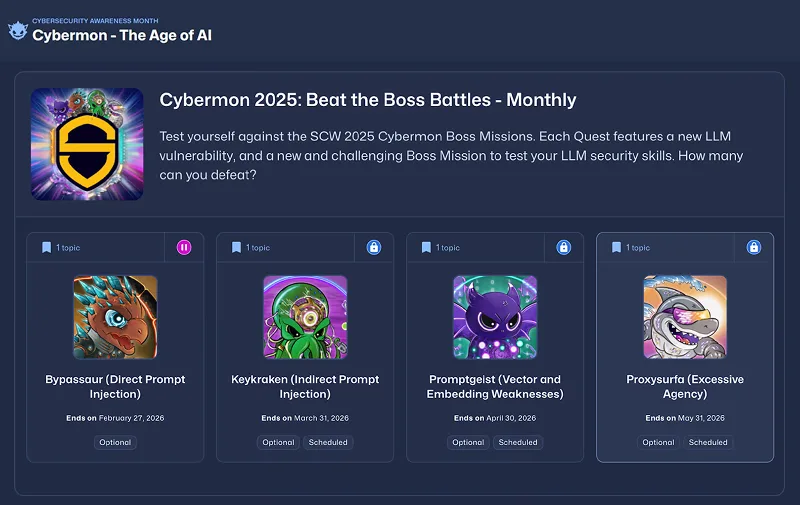 CYBERSECURITY AWARENESS MONTH
Cybermon - The Age of AI
Cybermon 2025: Beat the Boss Battles - Monthly
Test yourself against the SCW 2025 Cybermon Boss Missions. Each Quest features a new LLM
vulnerability, and a new and challenging Boss Mission to test your LLM security skills. How many
can you defeat?
1 topic
Bypassaur (Direct Prompt
Injection)
Ends on February 27, 2026
Optional
1 topic
Keykraken (Indirect Prompt
Injection)
Ends on March 31, 2026
Optional
Scheduled
1 topic
Promptgeist (Vector and
Embedding Weaknesses)
Ends on April 30, 2026
Optional
Scheduled
1 topic
Proxysurfa (Excessive
Agency)
Ends on May 31, 2026
Optional
Scheduled